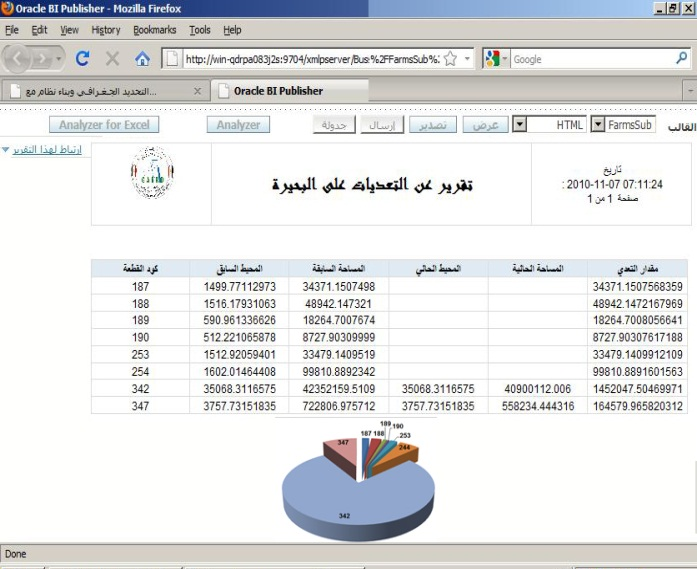 Oracle BI Publisher - Mozilla Firefox
File Edit View History Bookmarks Tools Help
http://win-qdrpa083j2s:9704/xmlpserver/Bus%2FFarmsSub%2 Google
التحديد الجغرافي وبناء نظام مع... Oracle BI Publisher
القالب FarmsSub HTML عرض تصدير إرسال جدولة Analyzer Analyzer for Excel
ارتباط لهذا التقرير
تقرير عن التعديات على البحيرة
تاريخ
2010-11-07 07:11:24 :
صفحة 1 من 1
كود القطعة المحيط السابق المساحة السابقة المحيط الحالي المساحة الحالية مقدار التعدي
187 1499.77112973 34371.1507498 34371.1507568359
188 1516.17931063 48942.147321 48942.1472167969
189 590.961336626 18264.7007674 18264.7008056641
190 512.221065878 8727.90309999 8727.90307617188
253 1512.92059401 33479.1409519 33479.1409912109
254 1602.01464408 99810.8892342 99810.8891601563
342 35068.3116575 42352159.5109 35068.3116575 40900112.006 1452047.50469971
347 3757.73151835 722806.975712 3757.73151835 558234.444316 164579.965820312
189 190
347 187 188 253
244
342
Done